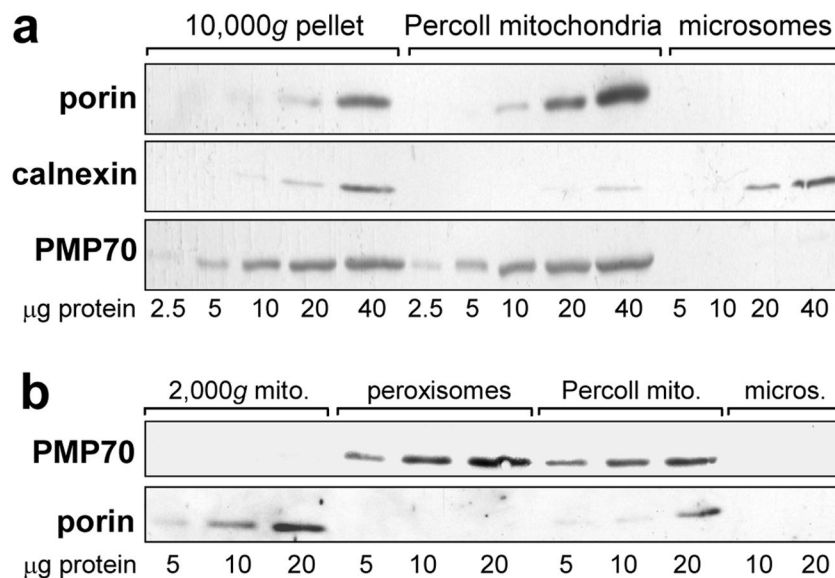 a
10,000g pellet Percoll mitochondria microsomes
porin
calnexin
PMP70
μg protein 2.5 5 10 20 40 2.5 5 10 20 40 5 10 20 40
b
2,000g mito. peroxisomes Percoll mito. micros.
PMP70
porin
μg protein 5 10 20 5 10 20 5 10 20 10 20